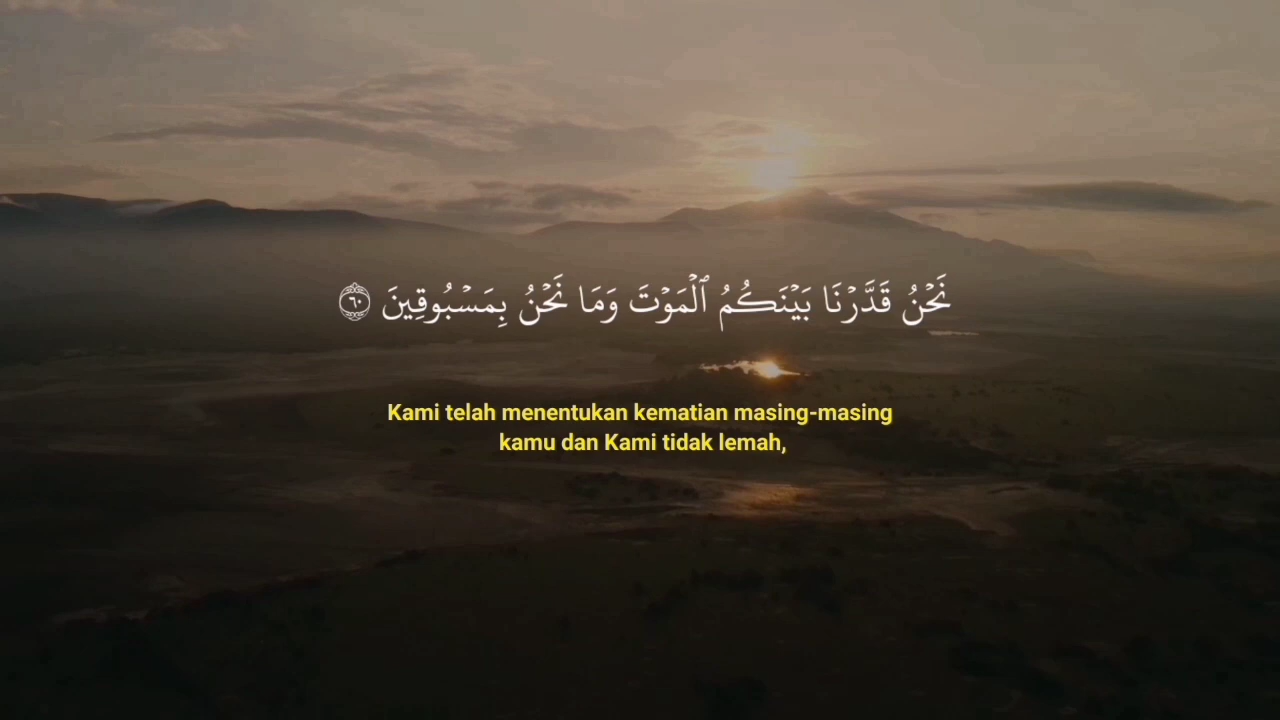 نَحْنُ قَدَّرْنَا بَيْنَكُمُ ٱلْمَوْتَ وَمَا نَحْنُ بِمَسْبُوقِينَ ٦٠
Kami telah menentukan kematian masing-masing
kamu dan Kami tidak lemah,